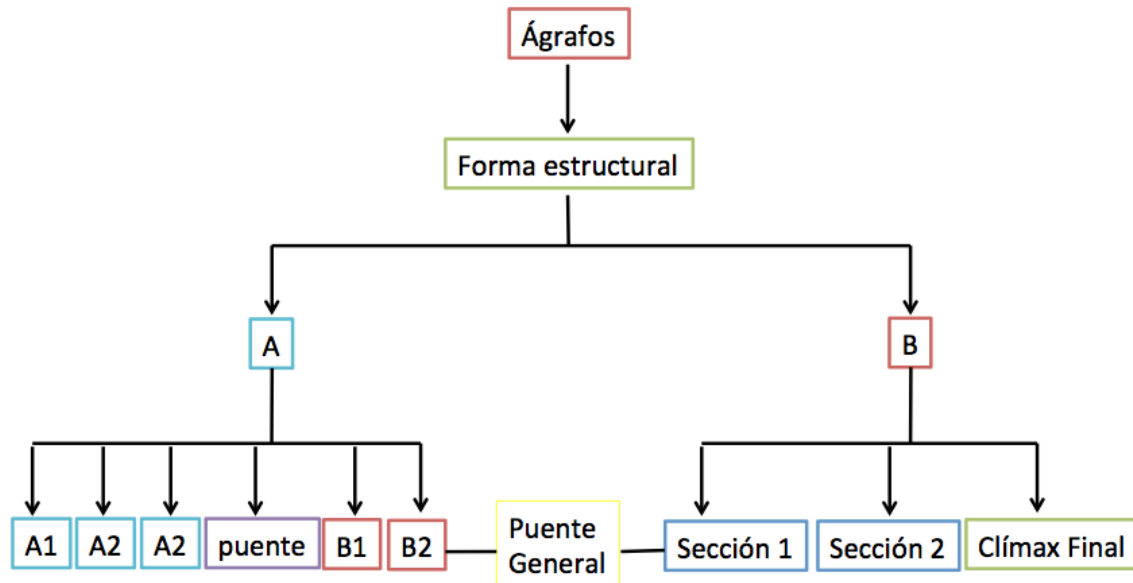 Ágrafos
Forma estructural
A
B
A1
A2
A2
puente
B1
B2
Puente
General
Sección 1
Sección 2
Clímax Final